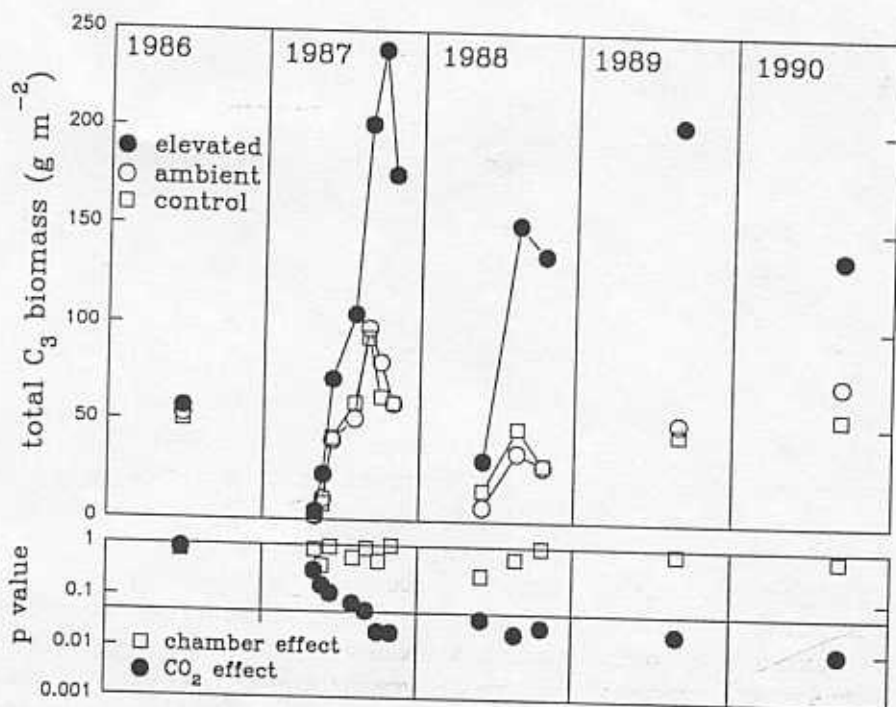 1986
1987
1988
1989
1990
total C₃ biomass (g m⁻²)
250
200
150
100
50
0
elevated
ambient
control
p value
1
0.1
0.01
0.001
chamber effect
CO₂ effect